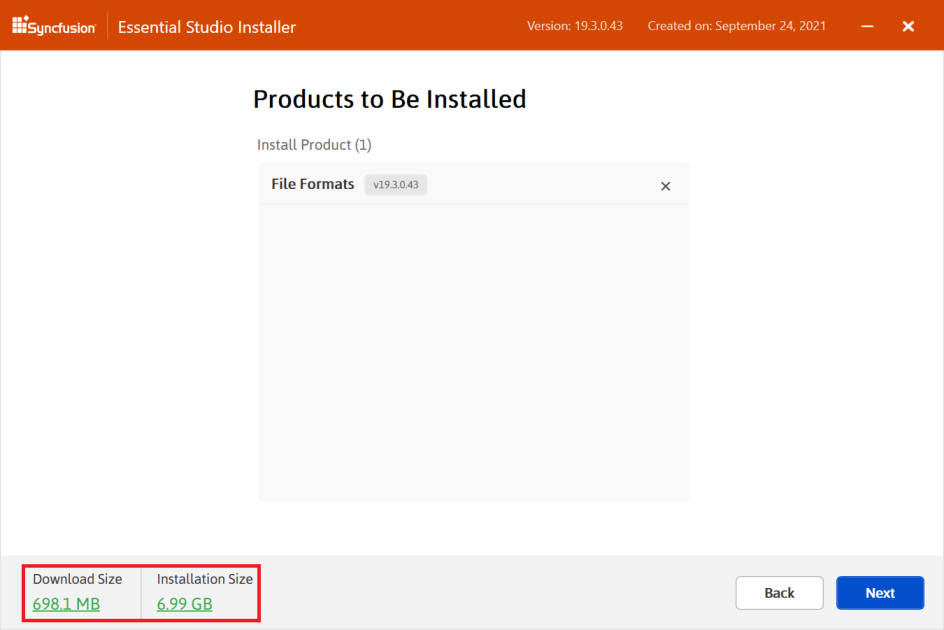 Syncfusion Essential Studio Installer Version: 19.3.0.43 Created on: September 24, 2021
Products to Be Installed
Install Product (1)
File Formats v19.3.0.43
Download Size Installation Size
698.1 MB 6.99 GB
Back Next